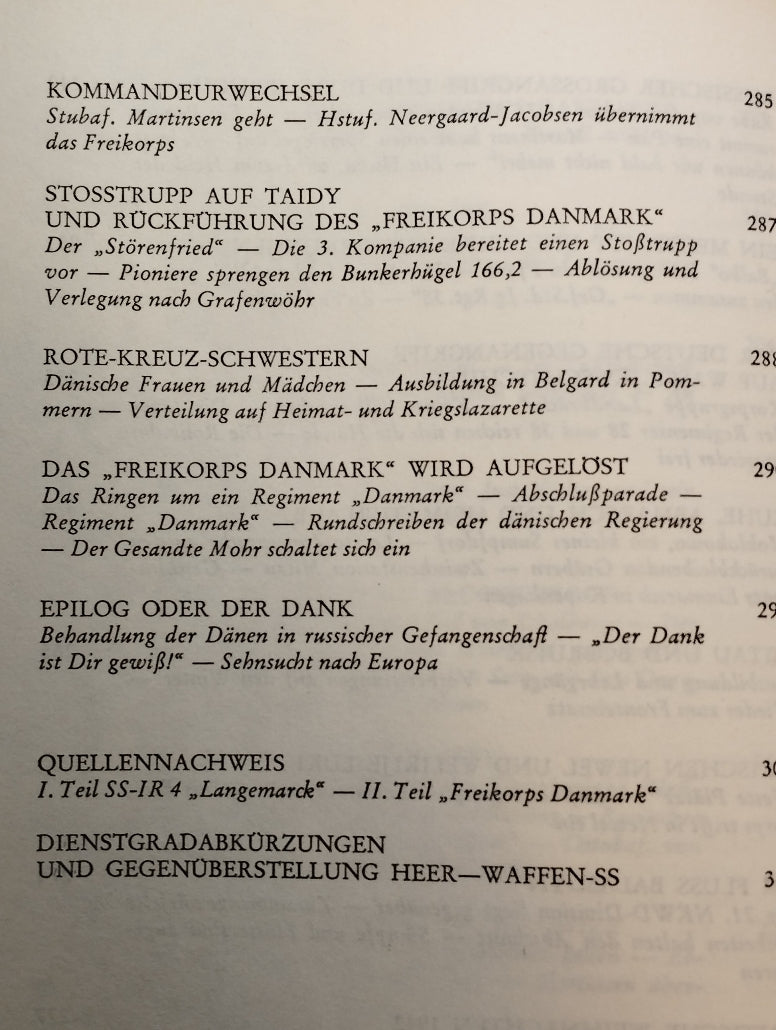 KOMMANDEURWECHSEL 285
Stubaf. Martinsen geht — Hstuf. Neergaard-Jacobsen übernimmt
das Freikorps
STOSSTRUPP AUF TAIDY
UND RÜCKFÜHRUNG DES „FREIKORPS DANMARK“ 287
Der „Störenfried“ — Die 3. Kompanie bereitet einen Stoßtrupp
vor — Pioniere sprengen den Bunkerhügel 166,2 — Ablösung und
Verlegung nach Grafenwöhr
ROTE-KREUZ-SCHWESTERN 288
Dänische Frauen und Mädchen — Ausbildung in Belgard in Pom-
mern — Verteilung auf Heimat- und Kriegslazarette
DAS „FREIKORPS DANMARK“ WIRD AUFGELÖST
Das Ringen um ein Regiment „Danmark“ — Abschlußparade —
Regiment „Danmark“ — Rundschreiben der dänischen Regierung
— Der Gesandte Mohr schaltet sich ein
EPILOG ODER DER DANK
Behandlung der Dänen in russischer Gefangenschaft — „Der Dank
ist Dir gewiß!“ — Sehnsucht nach Europa
QUELLENNACHWEIS
I. Teil SS-IR 4 „Langemarck“ — II. Teil „Freikorps Danmark“
DIENSTGRADABKÜRZUNGEN
UND GEGENÜBERSTELLUNG HEER—WAFFEN-SS